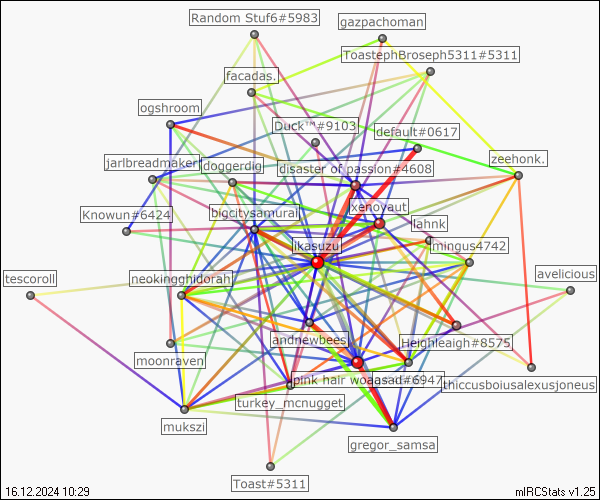 Random Stuf6#5983
gazpachoman
ToastephBroseph5311#5311
facadas.
ogshroom
Duck™#9103
default#0617
zeehonk.
jarlbreadmaker
doggerdig
disaster of passion#4608
Knowun#6424
bigcitysamurai
xenoyaut
lahnk
ikasuzu
mingus4742
tescoroll
neokingghidorah
avelicious
andnewbees
Heighleaigh#8575
moonraven
pink hair wo
#6947
thiccusboiusalexusjoneus
turkey_mcnugget
mukszi
gregor_samsa
Toast#5311
16.12.2024 10:29
mIRCStats v1.25